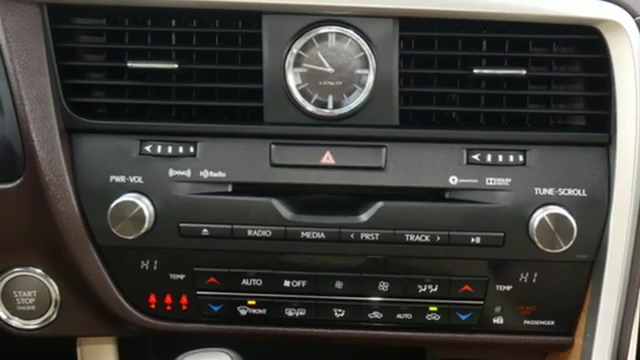 PWR-VOL
HD Radio
DOLBY
TUNE-SCROLL
RADIO MEDIA < PRST TRACK >
HI
TEMP
AUTO OFF
HI
TEMP
START
STOP
ENGINE
FRONT
AUTO
PASSENGER